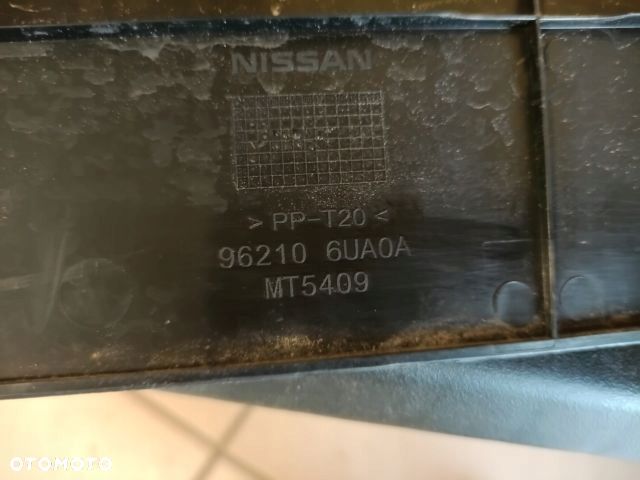 NISSAN
> PP-T20 <
96210 6UA0A
MT5409
OTOMOTO